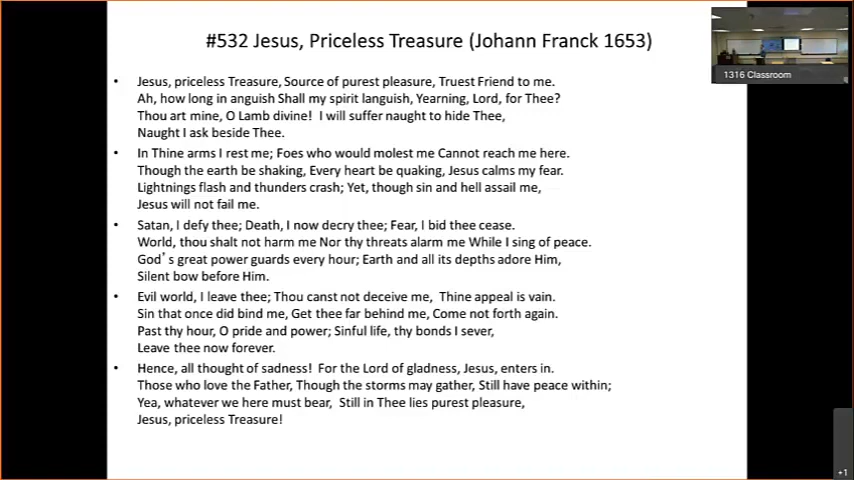 #532 Jesus, Priceless Treasure (Johann Franck 1653)
• Jesus, priceless Treasure, Source of purest pleasure, Truest Friend to me.
Ah, how long in anguish Shall my spirit languish, Yearning, Lord, for Thee?
Thou art mine, O Lamb divine! I will suffer naught to hide Thee,
Naught I ask beside Thee.
• In Thine arms I rest me; Foes who would molest me Cannot reach me here.
Though the earth be shaking, Every heart be quaking, Jesus calms my fear.
Lightnings flash and thunders crash; Yet, though sin and hell assail me,
Jesus will not fail me.
• Satan, I defy thee; Death, I now decry thee; Fear, I bid thee cease.
World, thou shalt not harm me Nor thy threats alarm me While I sing of peace.
God's great power guards every hour; Earth and all its depths adore Him,
Silent bow before Him.
• Evil world, I leave thee; Thou canst not deceive me, Thine appeal is vain.
Sin that once did bind me, Get thee far behind me, Come not forth again.
Past thy hour, O pride and power; Sinful life, thy bonds I sever,
Leave thee now forever.
• Hence, all thought of sadness! For the Lord of gladness, Jesus, enters in.
Those who love the Father, Though the storms may gather, Still have peace within;
Yea, whatever we here must bear, Still in Thee lies purest pleasure,
Jesus, priceless Treasure!
1316 Classroom
+1